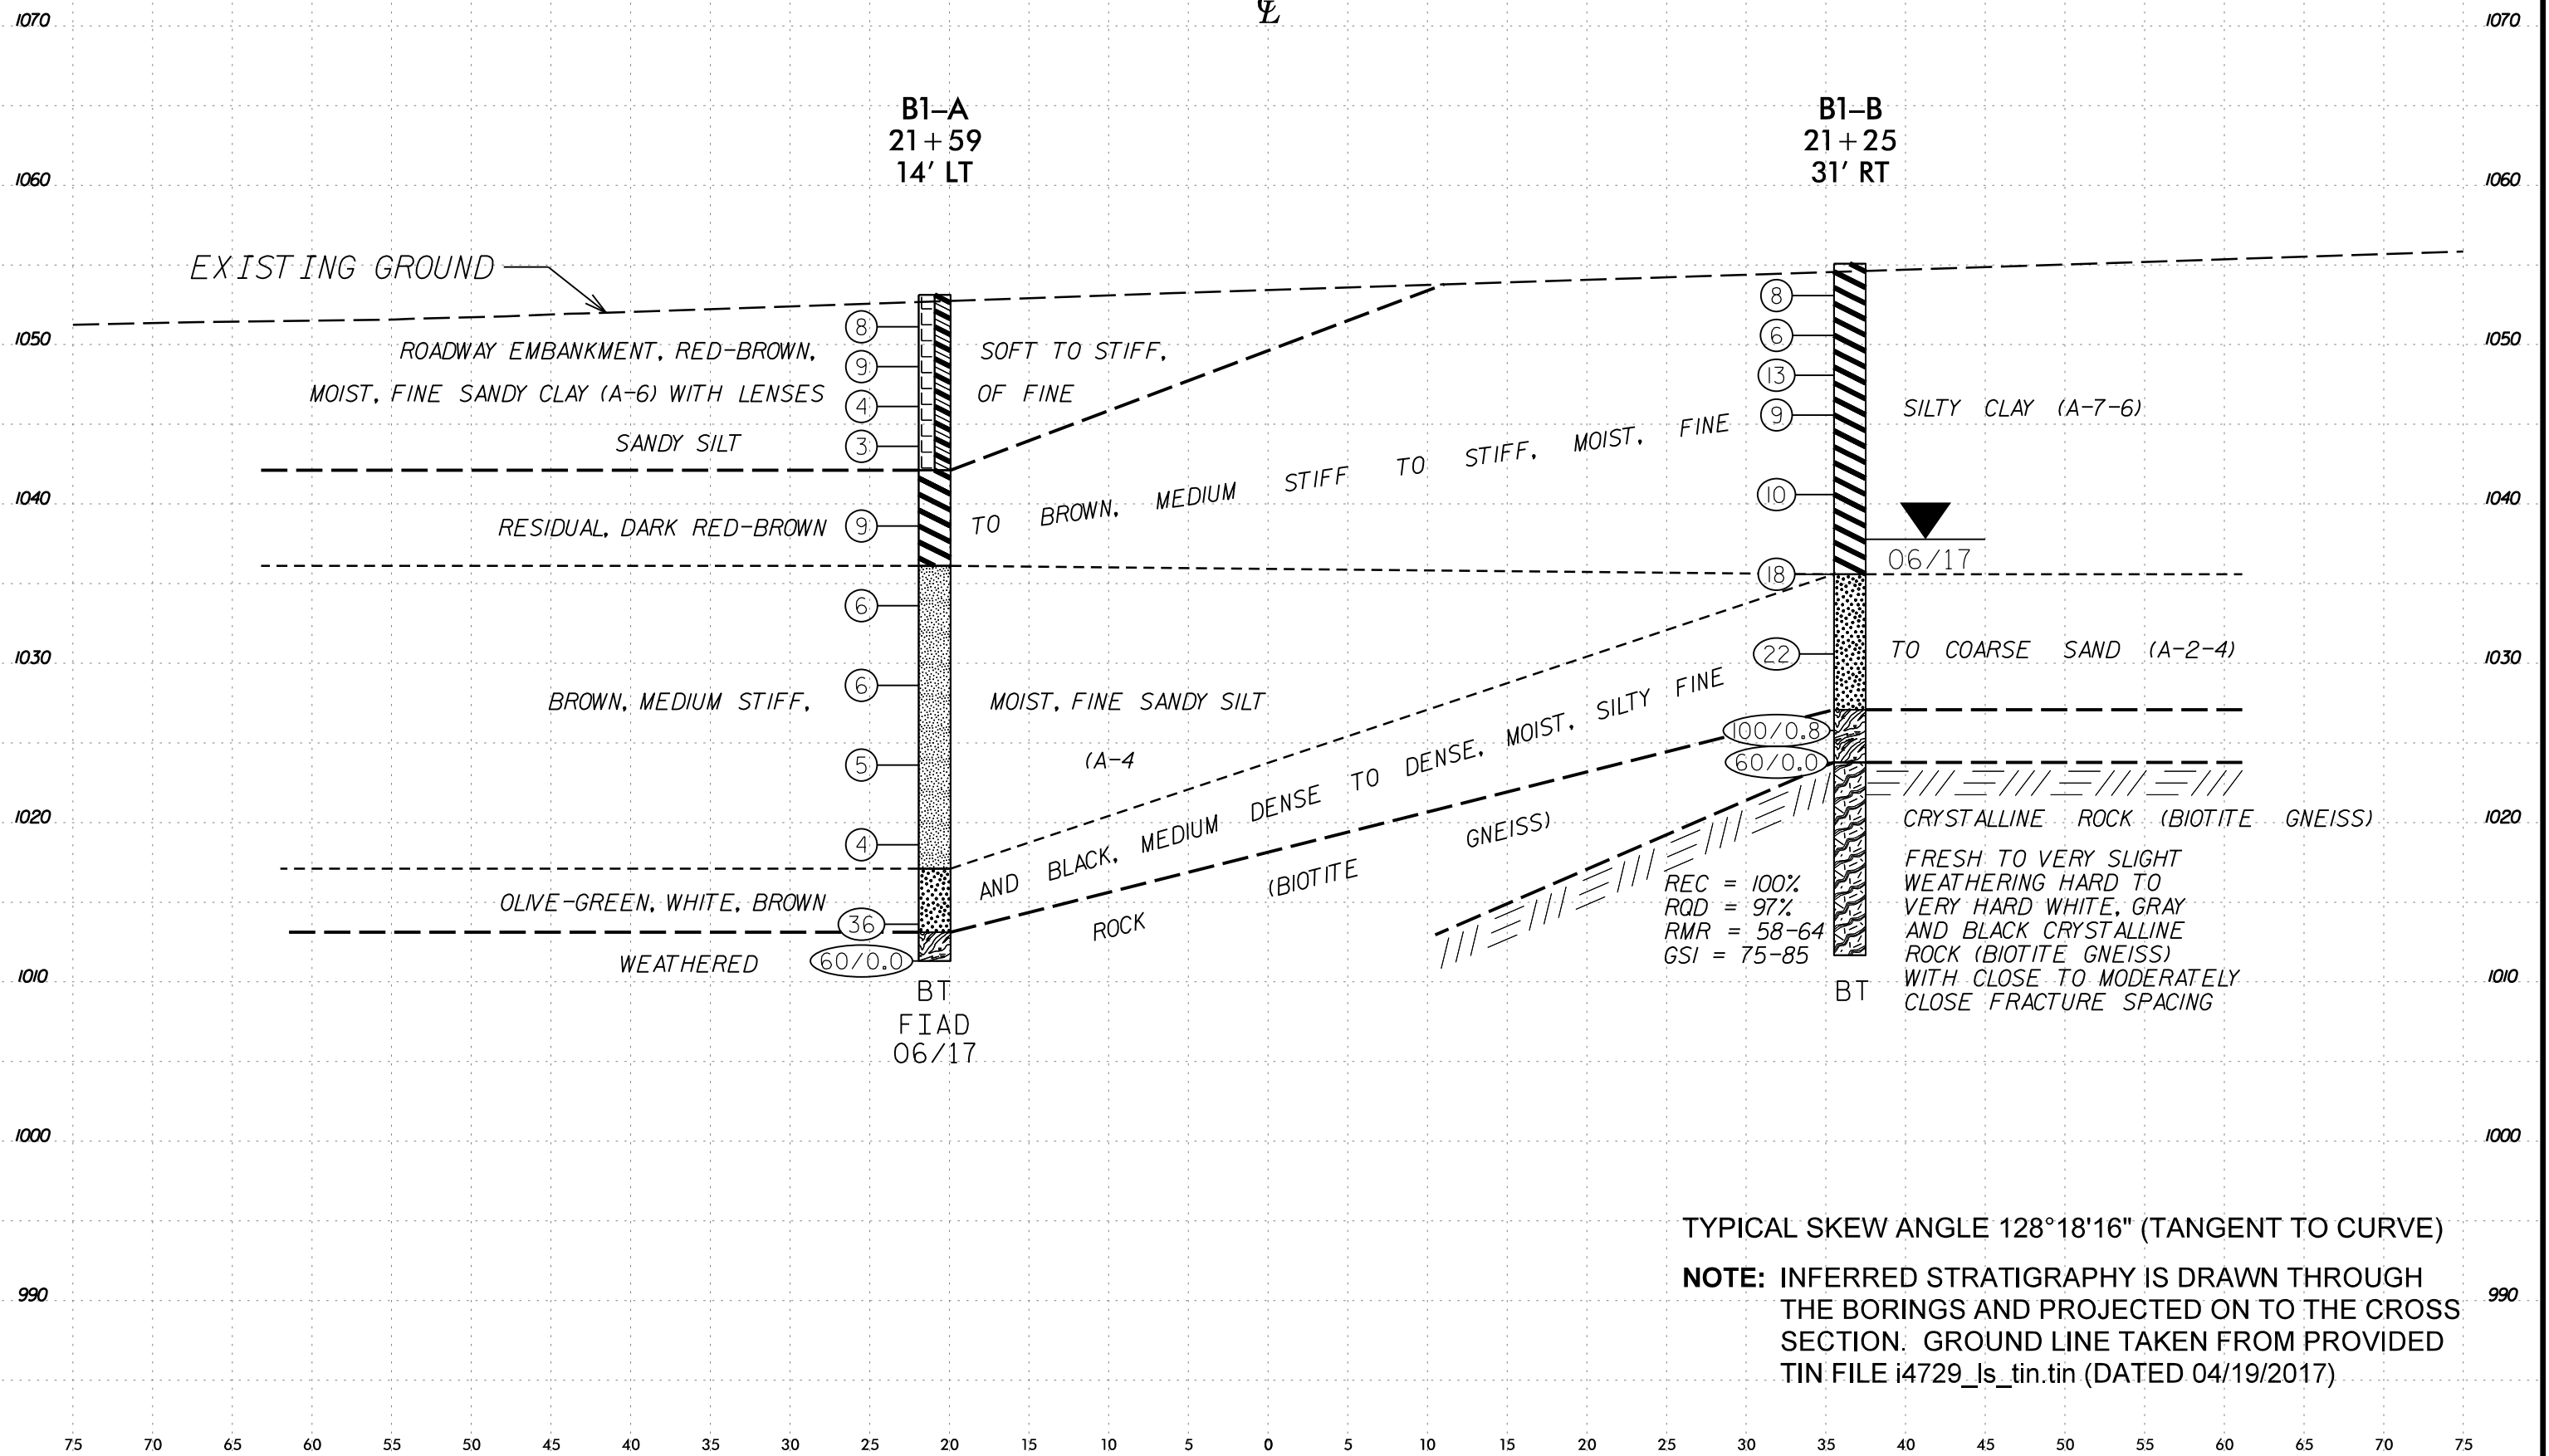 ℄
1070 1070
B1–A B1–B
21+59 21+25
14' LT 31' RT
1060 1060
EXISTING GROUND
8 8
1050 1050
6
ROADWAY EMBANKMENT, RED-BROWN, SOFT TO STIFF,
9 13
MOIST, FINE SANDY CLAY (A-6) WITH LENSES 4 OF FINE
9 SILTY CLAY (A-7-6)
SANDY SILT 3
1040 10 1040
RESIDUAL, DARK RED-BROWN 9 TO BROWN, MEDIUM STIFF TO STIFF, MOIST, FINE
06/17
18
6
1030 22 TO COARSE SAND (A-2-4) 1030
6
BROWN, MEDIUM STIFF, MOIST, FINE SANDY SILT
100/0.8
5 (A-4 60/0.0
1020 1020
CRYSTALLINE ROCK (BIOTITE GNEISS)
4
OLIVE-GREEN, WHITE, BROWN AND BLACK, MEDIUM DENSE TO DENSE, MOIST, SILTY FINE
36
WEATHERED 60/0.0 ROCK (BIOTITE GNEISS)
REC = 100%
RQD = 97%
RMR = 58-64
GSI = 75-85
FRESH TO VERY SLIGHT
WEATHERING HARD TO
VERY HARD WHITE, GRAY
AND BLACK CRYSTALLINE
ROCK (BIOTITE GNEISS)
WITH CLOSE TO MODERATELY
CLOSE FRACTURE SPACING
1010 1010
BT BT
FIAD
06/17
1000 1000
TYPICAL SKEW ANGLE 128°18'16" (TANGENT TO CURVE)
NOTE: INFERRED STRATIGRAPHY IS DRAWN THROUGH
990 990
THE BORINGS AND PROJECTED ON TO THE CROSS
SECTION. GROUND LINE TAKEN FROM PROVIDED
TIN FILE i4729_ls_tin.tin (DATED 04/19/2017)
75 70 65 60 55 50 45 40 35 30 25 20 15 10 5 0 5 10 15 20 25 30 35 40 45 50 55 60 65 70 75